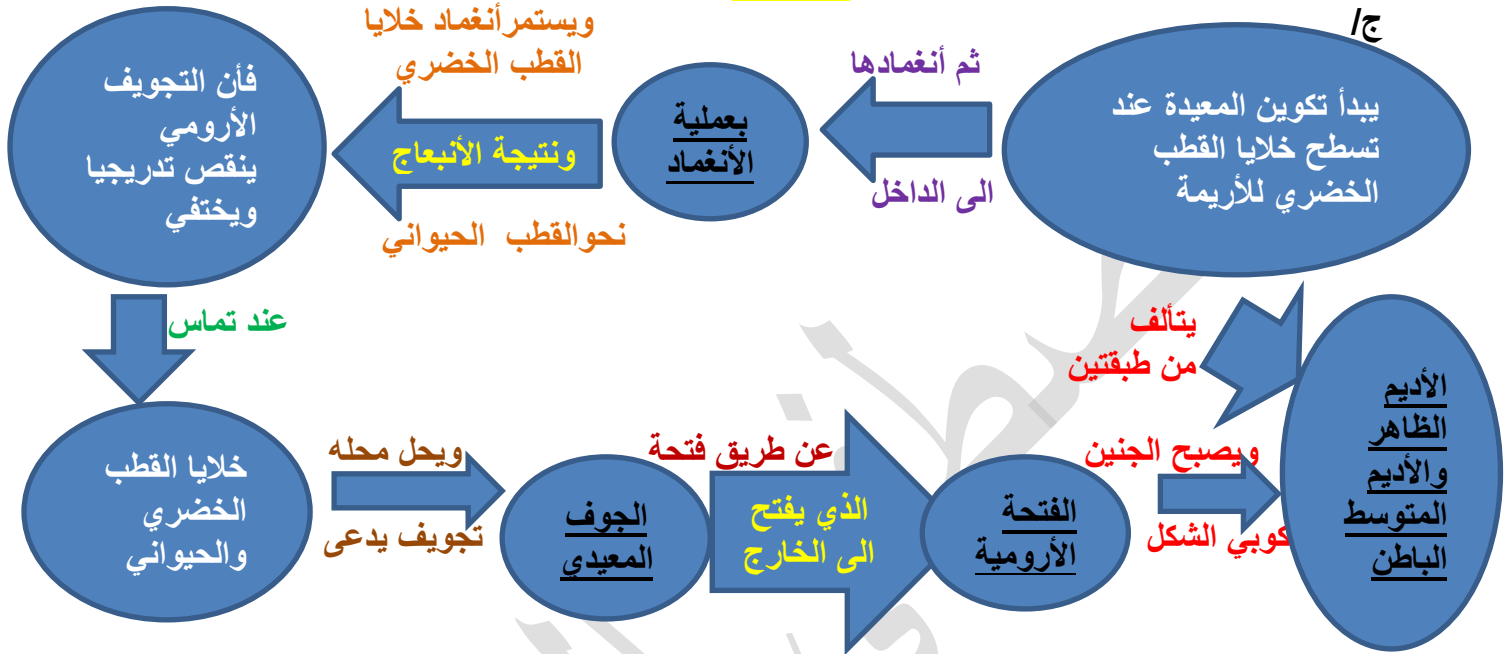 ج/
يبدأ تكوين المعيدة عند
تسطح خلايا القطب
الخضري للأريمة
ثم أنغمادها
الى الداخل
بعملية
الأنغماد
ويستمرأنغماد خلايا
القطب الخضري
ونتيجة الأنبعاج
نحوالقطب الحيواني
فأن التجويف
الأرومي
ينقص تدريجيا
ويختفي
عند تماس
خلايا القطب
الخضري
والحيواني
ويحل محله
تجويف يدعى
الجوف
المعيدي
عن طريق فتحة
الذي يفتح
الى الخارج
الفتحة
الأرومية
ويصبح الجنين
كوبي الشكل
يتألف
من طبقتين
الأديم
الظاهر
والأديم
المتوسط
الباطن